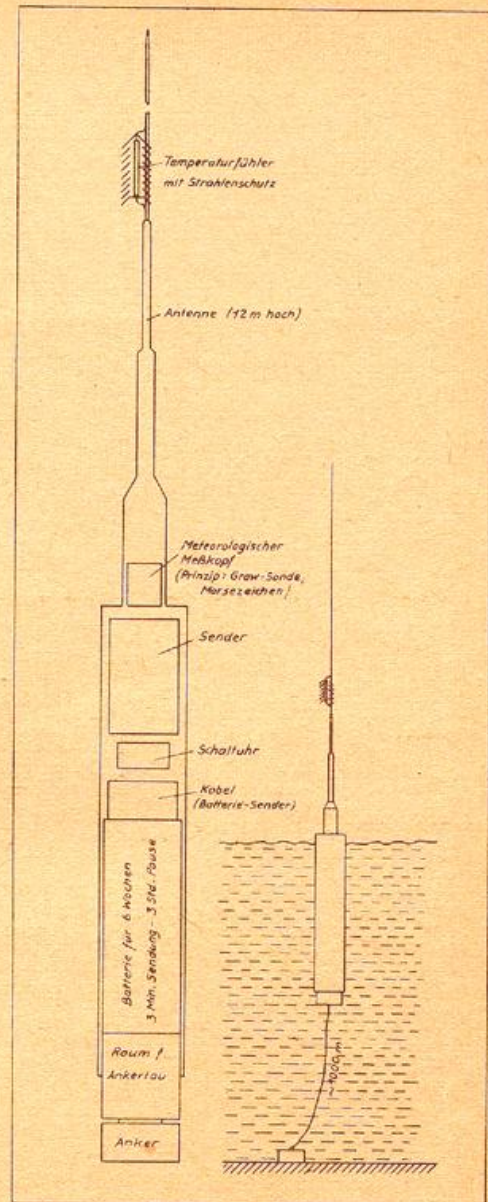 Temperaturfühler
mit Strahlenschutz
Antenne (12 m hoch)
Meteorologischer
Meßkopf
(Prinzip: Graw-Sonde,
Morsezeichen)
Sender
Schaltuhr
Kabel
(Batterie-Sender)
Batterie für 6 Wochen
3 Min. Sendung - 3 Std. Pause
Raum f.
Ankertau
Anker
~1000 m